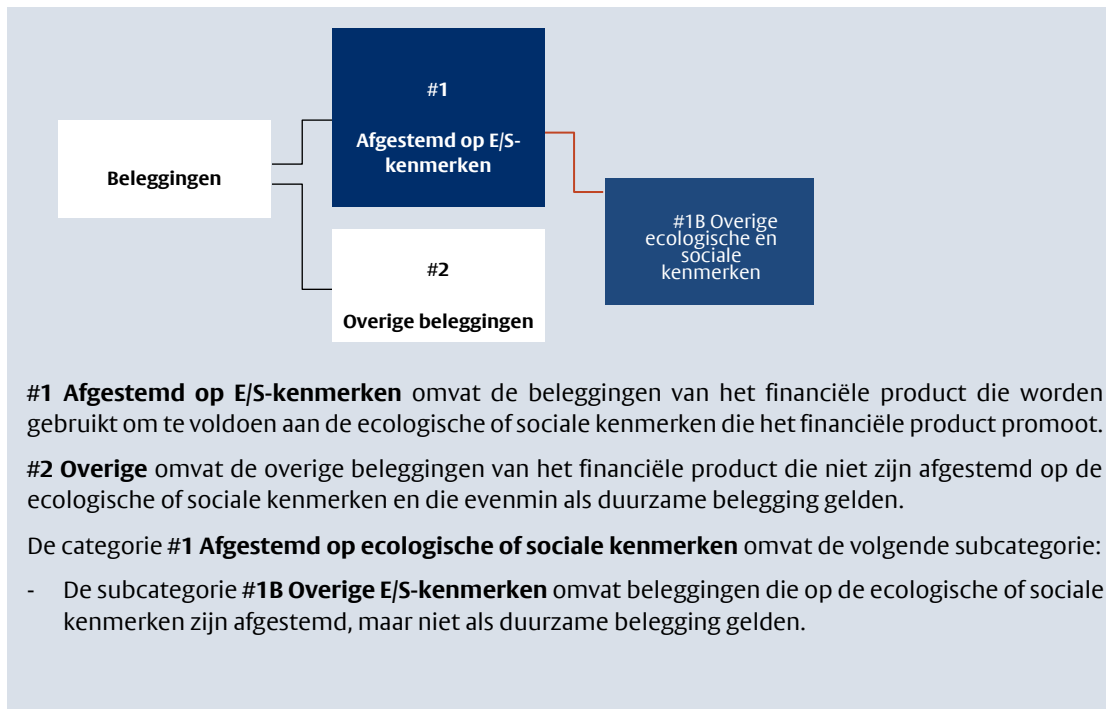 #1
Afgestemd op E/S-
kenmerken
Beleggingen
#1B Overige
ecologische en
sociale
kenmerken
#2
Overige beleggingen
#1 Afgestemd op E/S-kenmerken omvat de beleggingen van het financiële product die worden
gebruikt om te voldoen aan de ecologische of sociale kenmerken die het financiële product promoot.
#2 Overige omvat de overige beleggingen van het financiële product die niet zijn afgestemd op de
ecologische of sociale kenmerken en die evenmin als duurzame belegging gelden.
De categorie #1 Afgestemd op ecologische of sociale kenmerken omvat de volgende subcategorie:
- De subcategorie #1B Overige E/S-kenmerken omvat beleggingen die op de ecologische of sociale
kenmerken zijn afgestemd, maar niet als duurzame belegging gelden.